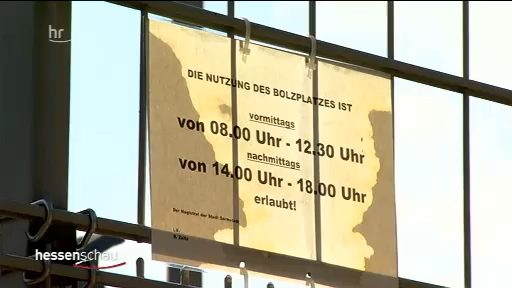 hr
DIE NUTZUNG DES BOLZPLATZES IST
vormittags
von 08.00 Uhr - 12.30 Uhr
nachmittags
von 14.00 Uhr - 18.00 Uhr
erlaubt!
Der Magistrat der Stadt Darmstadt
hessenschau